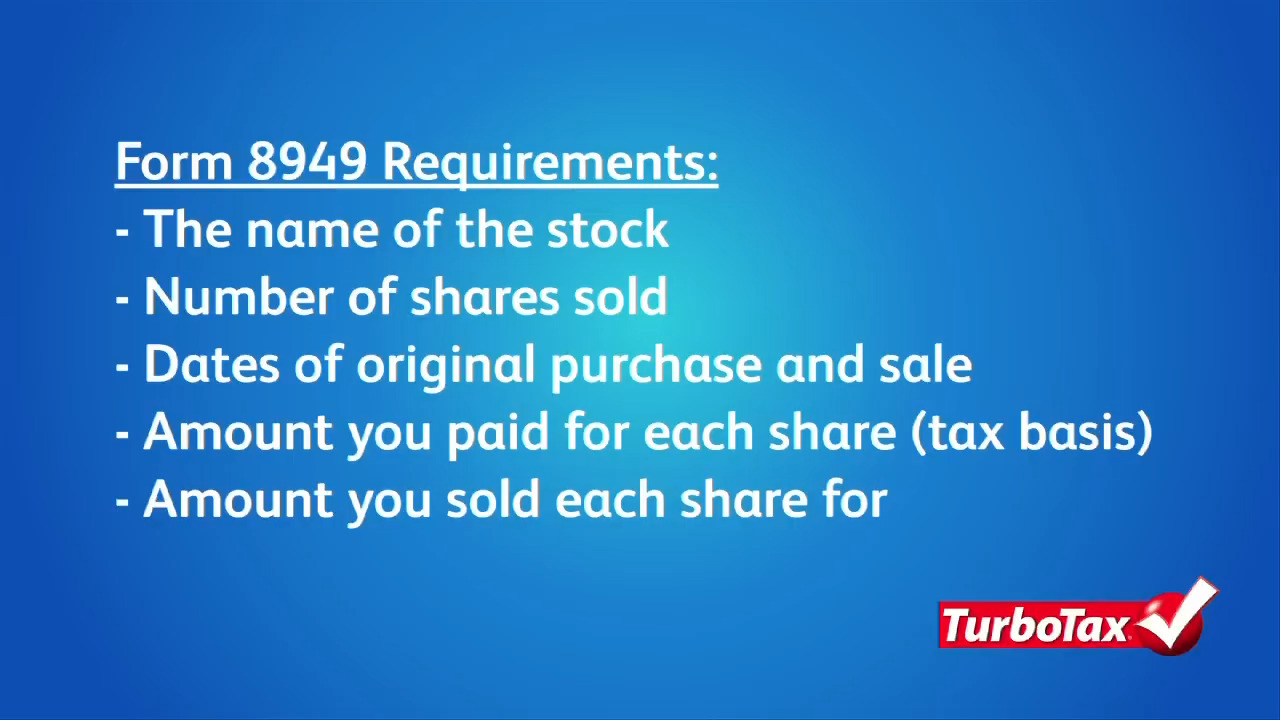 Form 8949 Requirements:
- The name of the stock
- Number of shares sold
- Dates of original purchase and sale
- Amount you paid for each share (tax basis)
- Amount you sold each share for
TurboTax